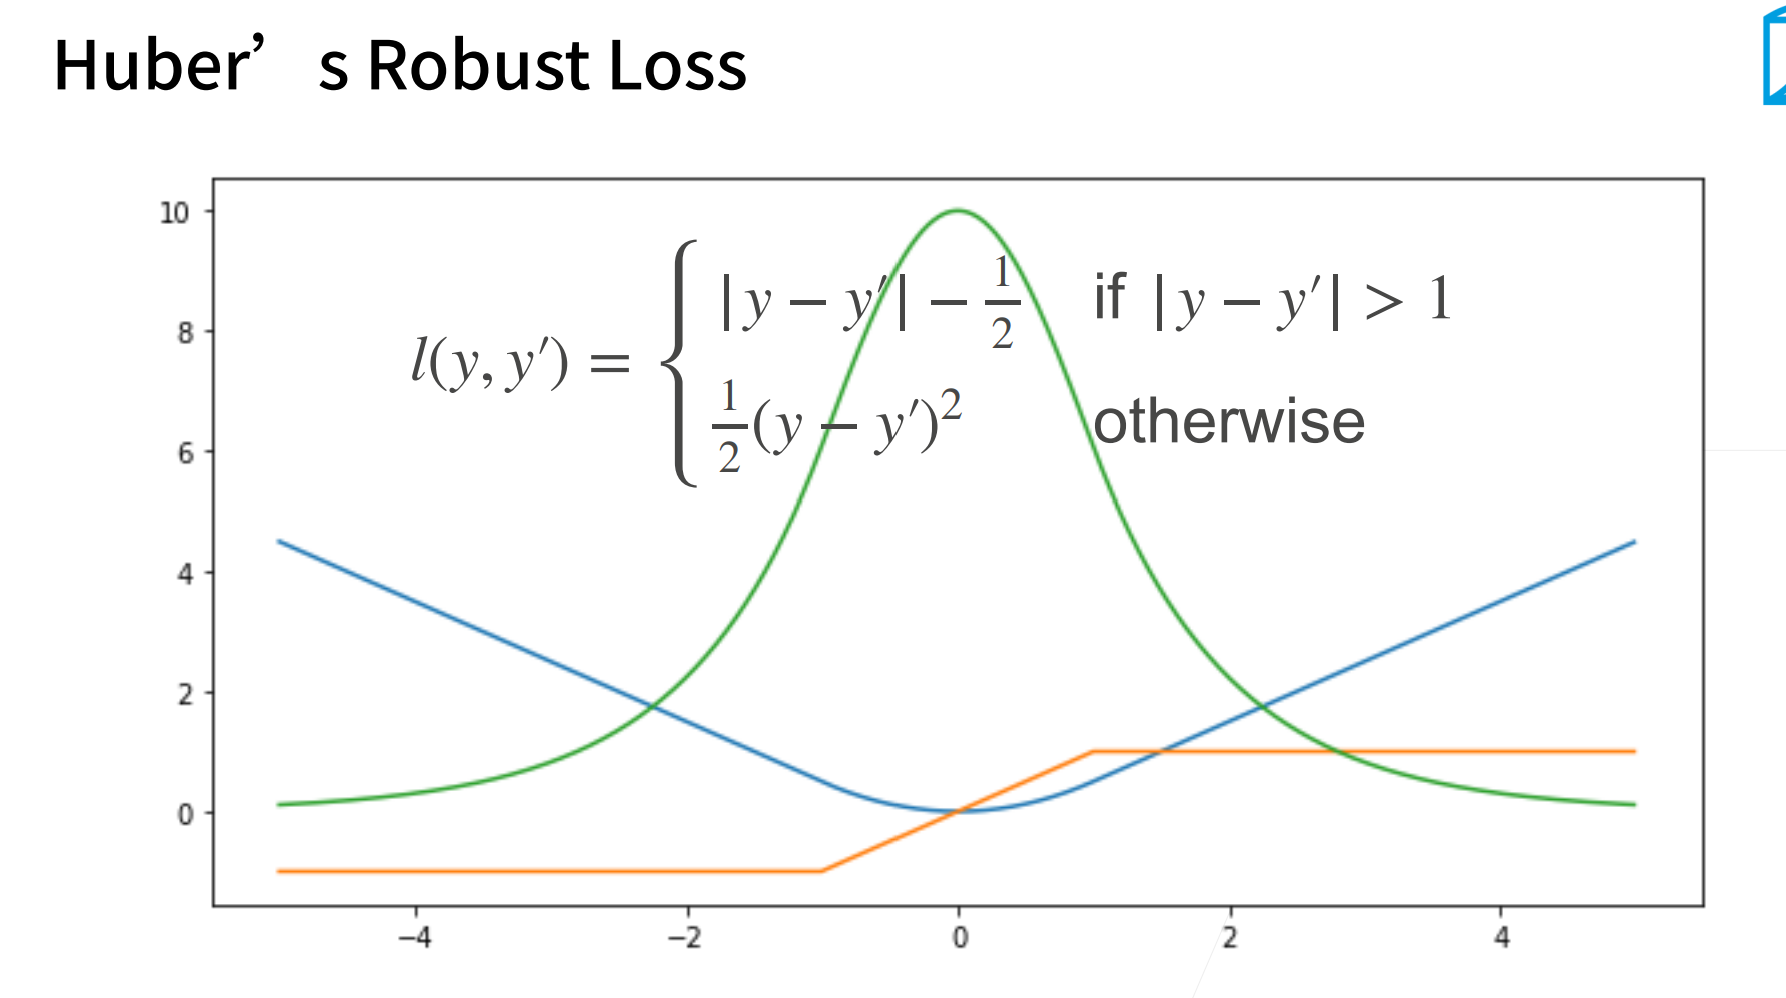 Huber’s Robust Loss
10
8
6
4
2
0
−4 −2 0 2 4
l(y, y′) = { |y − y′| − 1/2 if |y − y′| > 1
1/2(y − y′)² otherwise